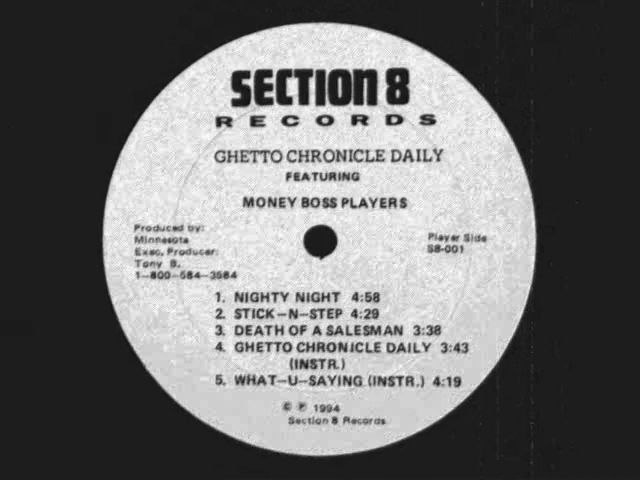 SECTION 8
RECORDS
GHETTO CHRONICLE DAILY
FEATURING
MONEY BOSS PLAYERS
Produced by:
Minnesota
Exec. Producer:
Tony B.
1-800-584-3584
Player Side
S8-001
1. NIGHTY NIGHT 4:58
2. STICK-N-STEP 4:29
3. DEATH OF A SALESMAN 3:38
4. GHETTO CHRONICLE DAILY 3:43
(INSTR.)
5. WHAT-U-SAYING (INSTR.) 4:19
© ℗ 1994
Section 8 Records